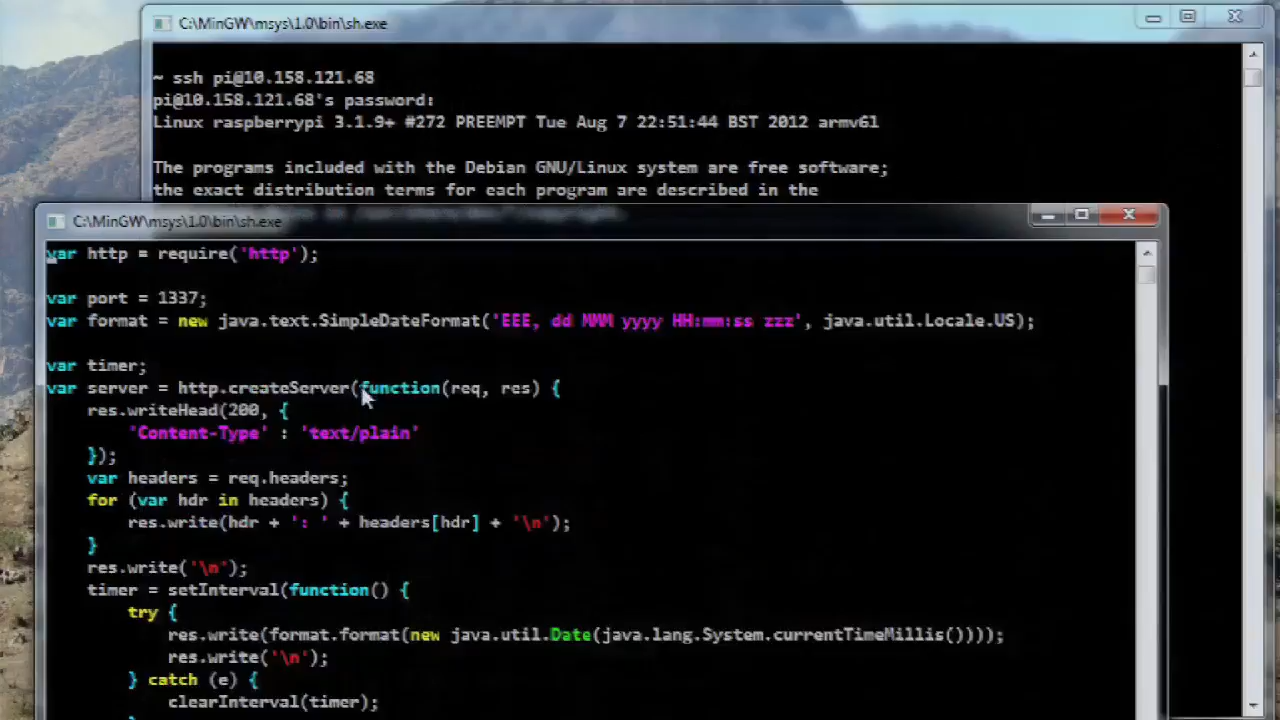 C:\MinGW\msys\1.0\bin\sh.exe
~ ssh pi@10.158.121.68
pi@10.158.121.68's password:
Linux raspberrypi 3.1.9+ #272 PREEMPT Tue Aug 7 22:51:44 BST 2012 armv6l
The programs included with the Debian GNU/Linux system are free software;
the exact distribution terms for each program are described in the
C:\MinGW\msys\1.0\bin\sh.exe
var http = require('http');
var port = 1337;
var format = new java.text.SimpleDateFormat('EEE, dd MMM yyyy HH:mm:ss zzz', java.util.Locale.US);
var timer;
var server = http.createServer(function(req, res) {
res.writeHead(200, {
'Content-Type' : 'text/plain'
});
var headers = req.headers;
for (var hdr in headers) {
res.write(hdr + ': ' + headers[hdr] + '\n');
}
res.write('\n');
timer = setInterval(function() {
try {
res.write(format.format(new java.util.Date(java.lang.System.currentTimeMillis())));
res.write('\n');
} catch (e) {
clearInterval(timer);